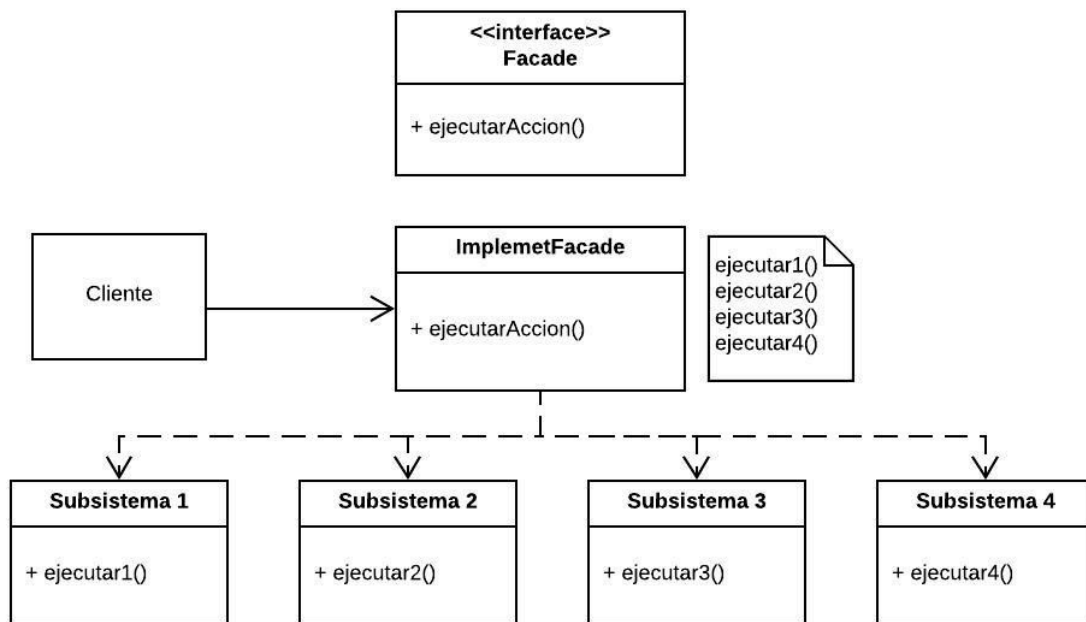 <<interface>>
Facade
+ ejecutarAccion()
Cliente
ImplemetFacade
+ ejecutarAccion()
ejecutar1()
ejecutar2()
ejecutar3()
ejecutar4()
Subsistema 1
+ ejecutar1()
Subsistema 2
+ ejecutar2()
Subsistema 3
+ ejecutar3()
Subsistema 4
+ ejecutar4()